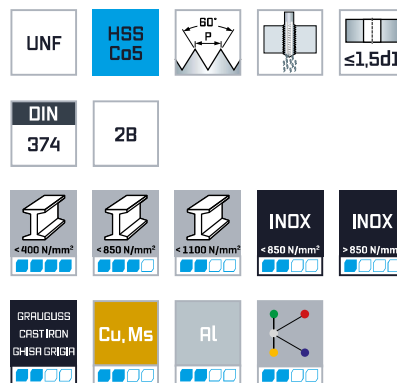 UNF
HSS
Co5
60°
P
≤1,5d1
DIN
374
2B
<400 N/mm²
<850 N/mm²
<1100 N/mm²
INOX
<850 N/mm²
INOX
>850 N/mm²
GRAUGUSS
CAST IRON
GHISA GRIGIA
Cu, Ms
Al